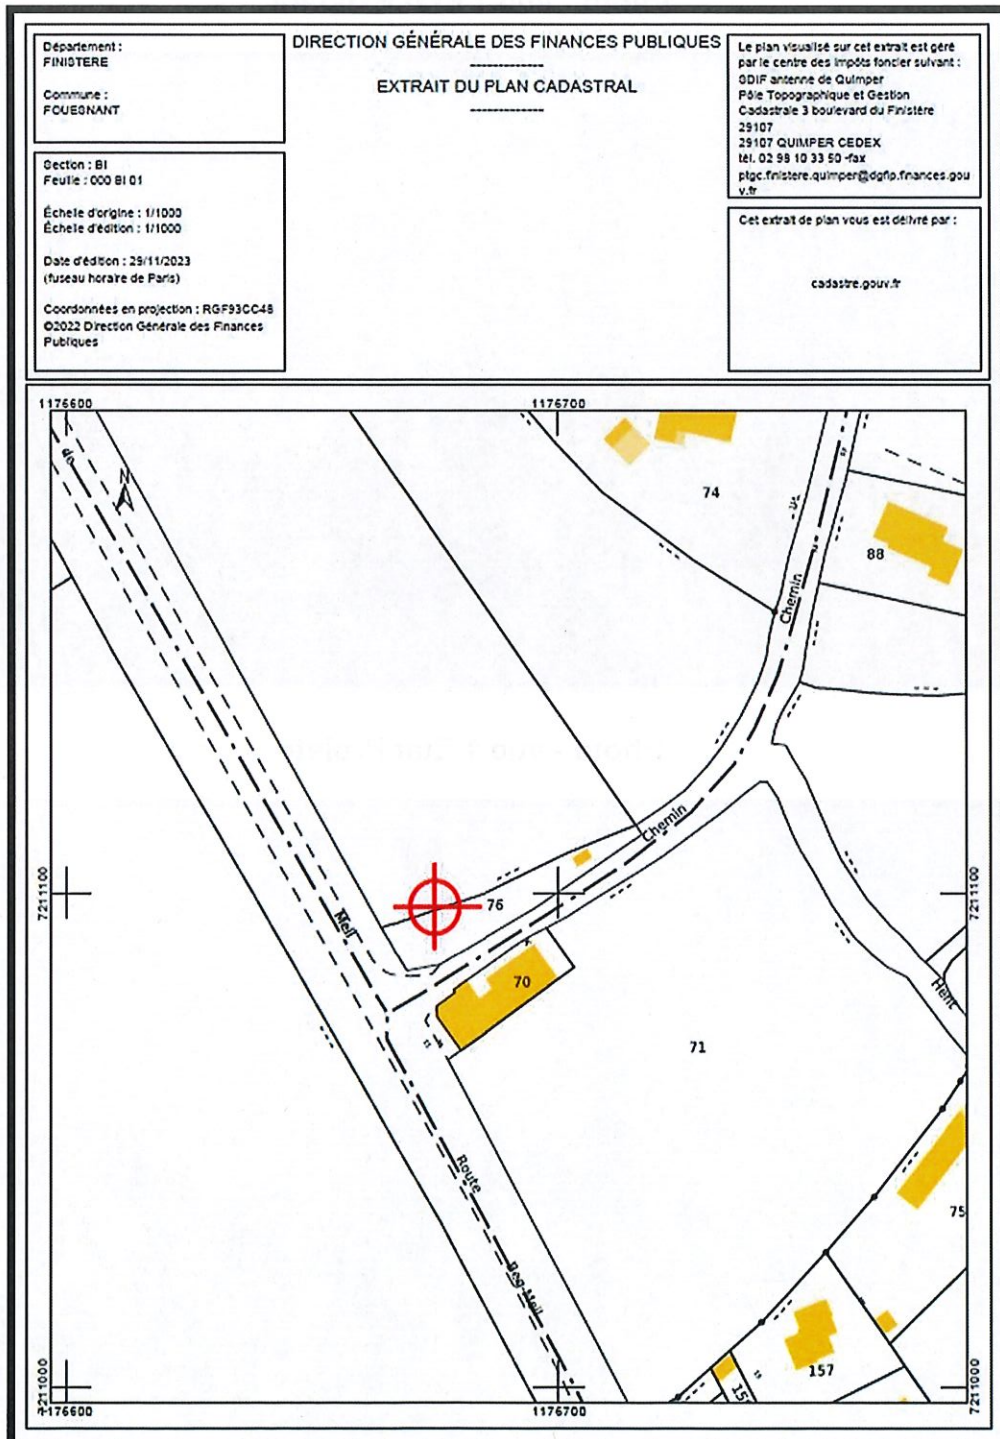 Département :
FINISTERE
Commune :
FOUESNANT
Section : BI
Feuille : 000 BI 01
Échelle d'origine : 1/1000
Échelle d'édition : 1/1000
Date d'édition : 29/11/2023
(fuseau horaire de Paris)
Coordonnées en projection : RGF93CC48
©2022 Direction Générale des Finances
Publiques
DIRECTION GÉNÉRALE DES FINANCES PUBLIQUES
-------------
EXTRAIT DU PLAN CADASTRAL
-------------
Le plan visualisé sur cet extrait est géré
par le centre des impôts foncier suivant :
SDIF antenne de Quimper
Pôle Topographique et Gestion
Cadastrale 3 boulevard du Finistère
29107
29107 QUIMPER CEDEX
tél. 02 98 10 33 50 -fax
ptgc.finistere.quimper@dgfip.finances.gou
v.fr
Cet extrait de plan vous est délivré par :
cadastre.gouv.fr
1176600
1176700
de
N
74
88
Chemin
Chemin
7211100
7211100
76
Meil
70
Hent
71
Route
75
Beg-Meil
157
15
7211000
7211000
1176600
1176700